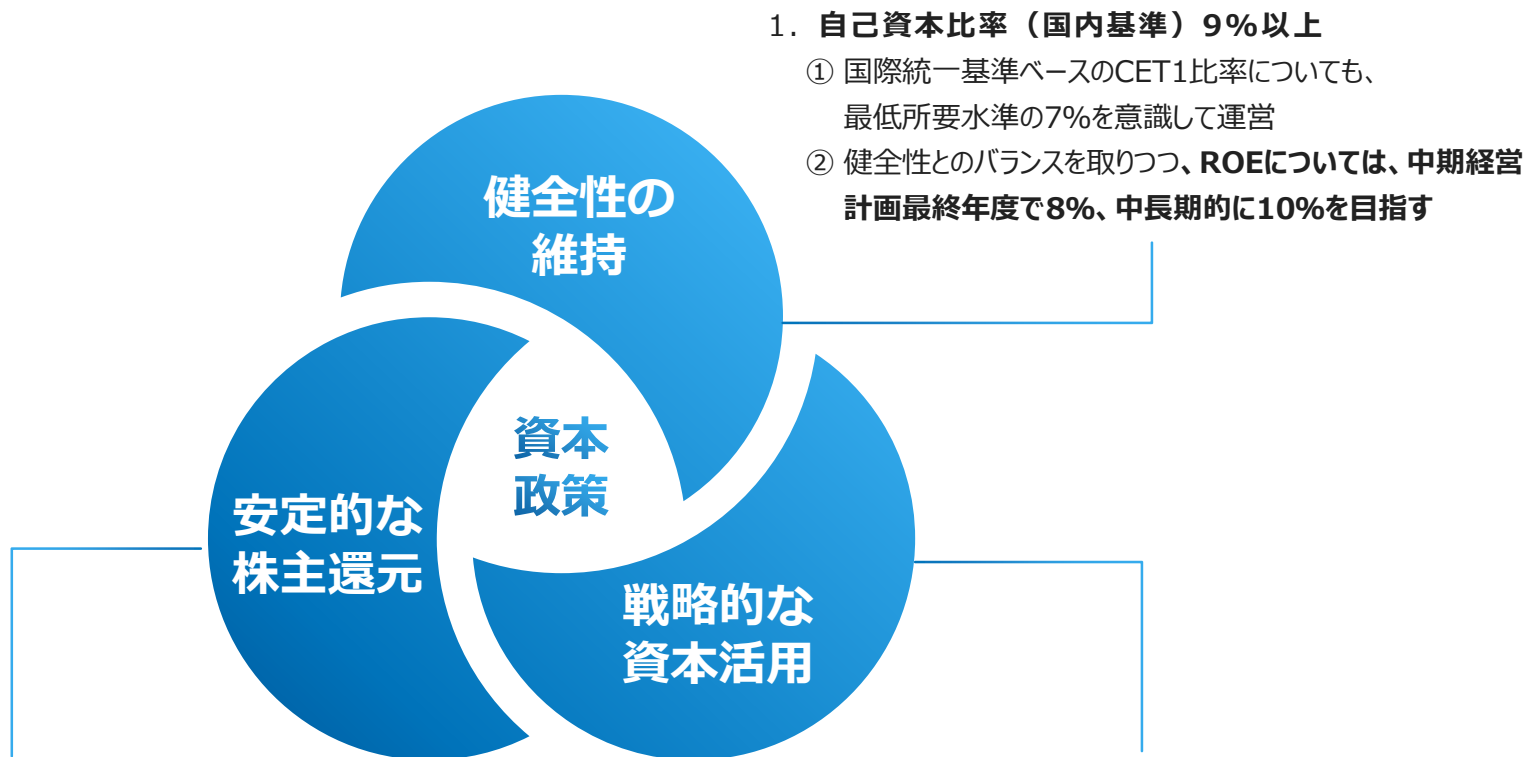 1. 自己資本比率（国内基準）9%以上
① 国際統一基準ベースのCET1比率についても、
最低所要水準の7%を意識して運営
② 健全性とのバランスを取りつつ、ROEについては、中期経営
計画最終年度で8%、中長期的に10%を目指す
健全性の
維持
資本
政策
安定的な
株主還元
戦略的な
資本活用